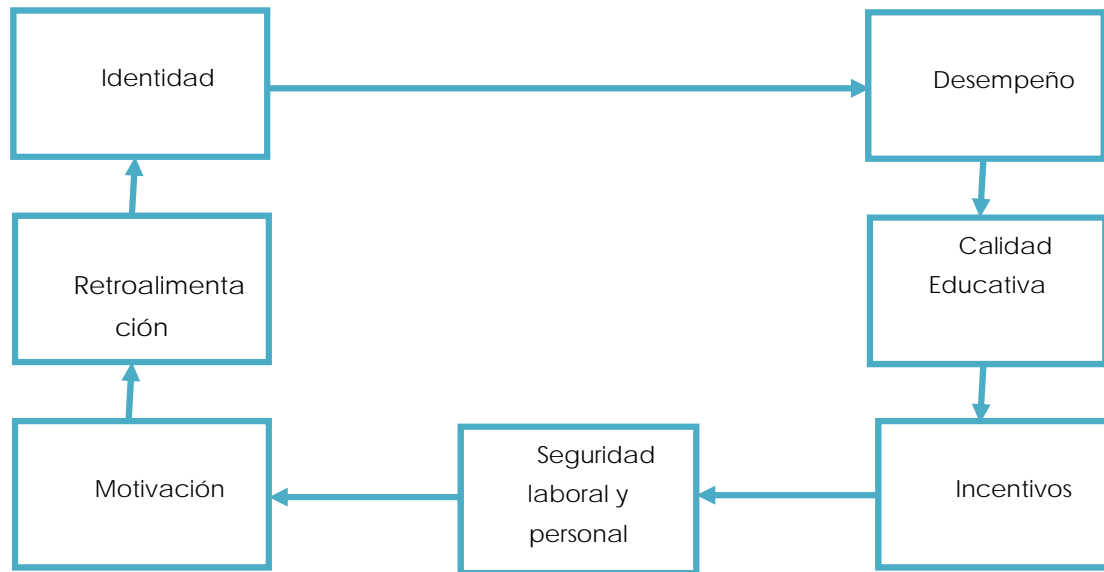 Identidad
Desempeño
Calidad
Educativa
Retroalimenta
ción
Motivación
Seguridad
laboral y
personal
Incentivos